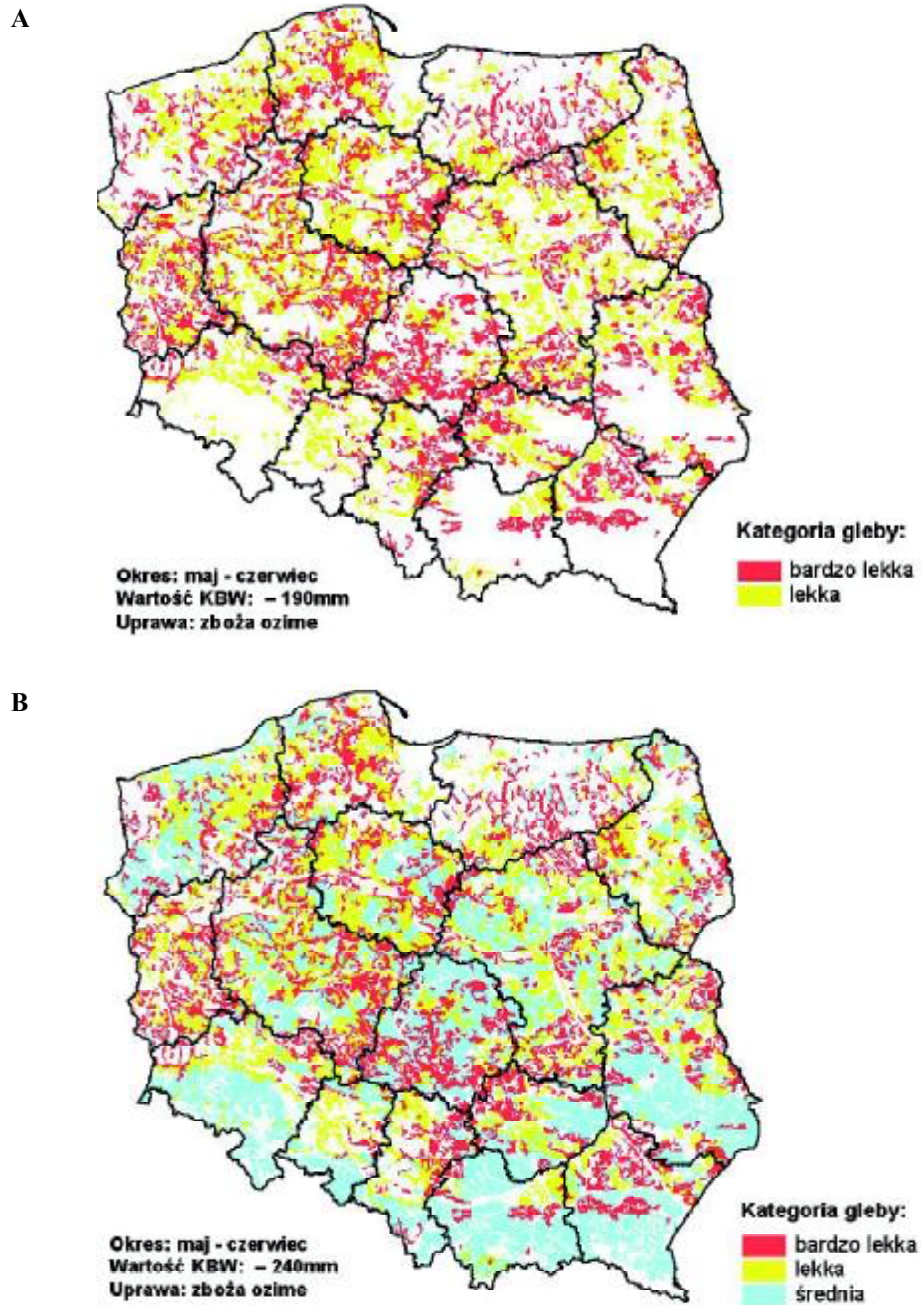 A
Kategoria gleby:
bardzo lekka
lekka
Okres: maj - czerwiec
Wartość KBW: – 190mm
Uprawa: zboża ozime
B
Kategoria gleby:
bardzo lekka
lekka
średnia
Okres: maj - czerwiec
Wartość KBW: – 240mm
Uprawa: zboża ozime